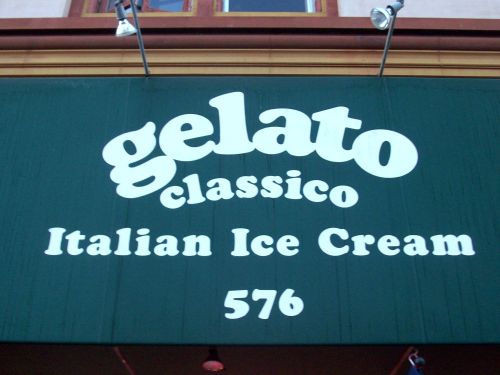 gelato
classico
Italian Ice Cream
576